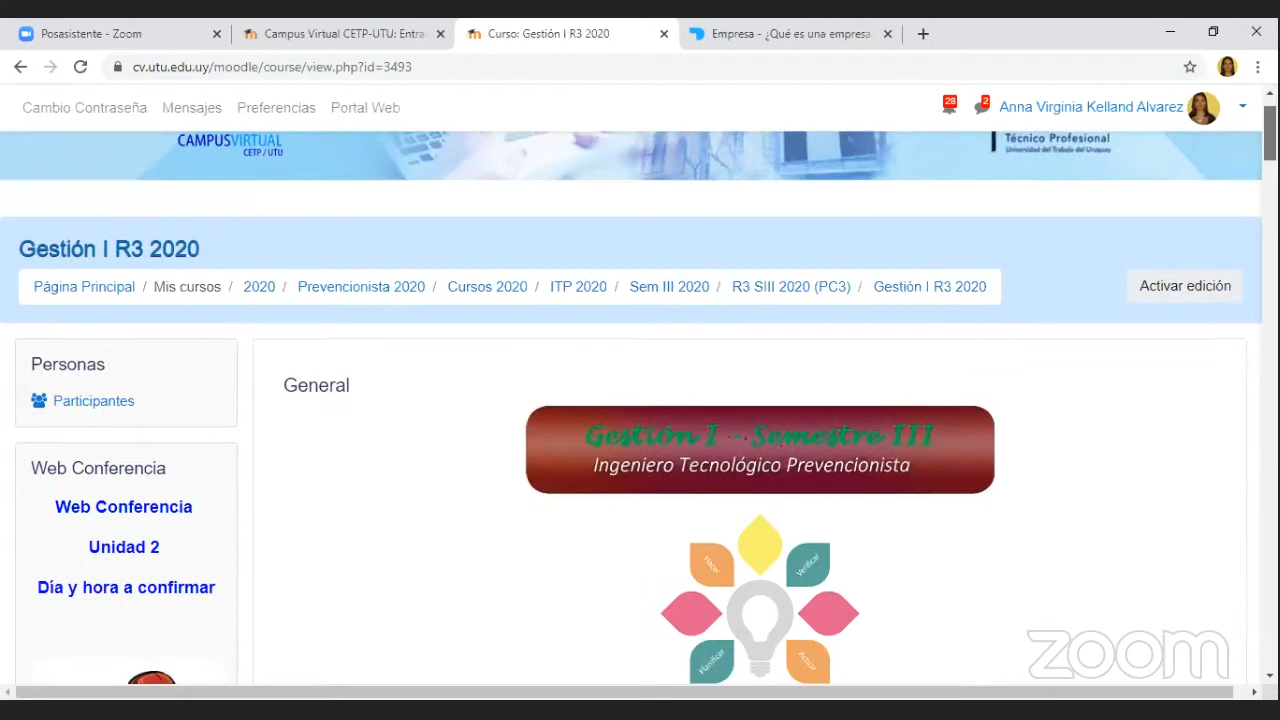 Posasistente - Zoom
Campus Virtual CETP-UTU: Entra
Curso: Gestión I R3 2020
Empresa - ¿Qué es una empresa
cv.utu.edu.uy/moodle/course/view.php?id=3493
Cambio Contraseña Mensajes Preferencias Portal Web
28
2
Anna Virginia Kelland Alvarez
CAMPUSVIRTUAL
CETP / UTU
Técnico Profesional
Universidad del Trabajo del Uruguay
Gestión I R3 2020
Página Principal / Mis cursos / 2020 / Prevencionista 2020 / Cursos 2020 / ITP 2020 / Sem III 2020 / R3 SIII 2020 (PC3) / Gestión I R3 2020
Activar edición
Personas
Participantes
Web Conferencia
Web Conferencia
Unidad 2
Día y hora a confirmar
General
Gestión I - Semestre III
Ingeniero Tecnológico Prevencionista
Hacer
Verificar
Planificar
Actuar
zoom